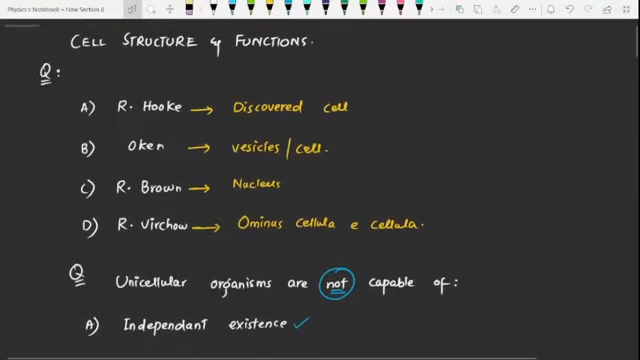 Physics's Notebook » New Section 6
CELL STRUCTURE & FUNCTIONS.
Q:
A) R. Hooke → Discovered cell
B) Oken → vesicles / cell.
C) R. Brown → Nucleus
D) R. Virchow → Ominus cellula e cellula.
Q Unicellular organisms are not capable of:
A) Independant existence ✓